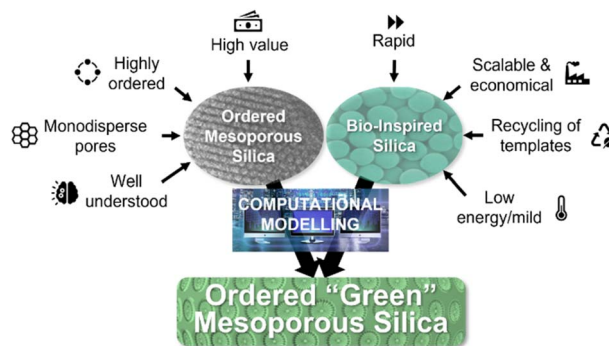 High value
Rapid
Highly
ordered
Scalable &
economical
Ordered
Mesoporous
Silica
Bio-Inspired
Silica
Monodisperse
pores
Recycling of
templates
Well
understood
Low
energy/mild
COMPUTATIONAL
MODELLING
Ordered “Green”
Mesoporous Silica